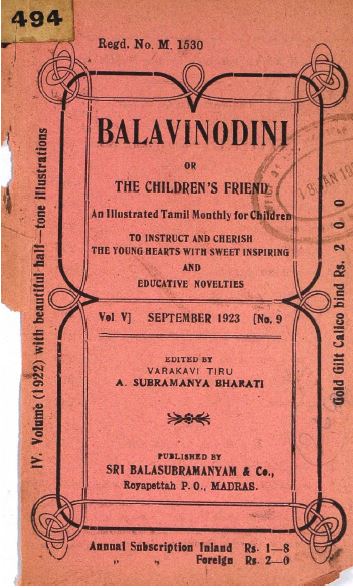 494
Regd. No. M. 1530
BALAVINODINI
OR
THE CHILDREN'S FRIEND
An Illustrated Tamil Monthly for Children
TO INSTRUCT AND CHERISH
THE YOUNG HEARTS WITH SWEET INSPIRING
AND
EDUCATIVE NOVELTIES
Vol V] SEPTEMBER 1923 [No. 9
EDITED BY
VARAKAVI TIRU
A. SUBRAMANYA BHARATI
PUBLISHED BY
SRI BALASUBRAMANYAM & Co.,
Royapettah P. O., MADRAS.
Annual Subscription Inland Rs. 1—8
" " Foreign Rs. 2—0
IV. Volume (1922) with beautiful half-tone illustrations
Gold Gilt Calico bind Rs. 2 0 0
18 JAN 19